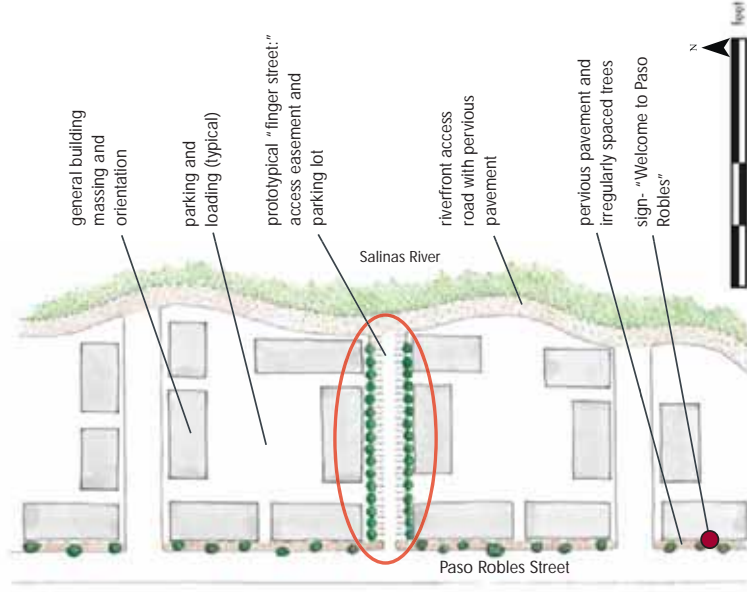 general building
massing and
orientation
parking and
loading (typical)
prototypical "finger street:"
access easement and
parking lot
riverfront access
road with pervious
pavement
pervious pavement and
irregularly spaced trees
sign- "Welcome to Paso
Robles"
Salinas River
Paso Robles Street
N
feet